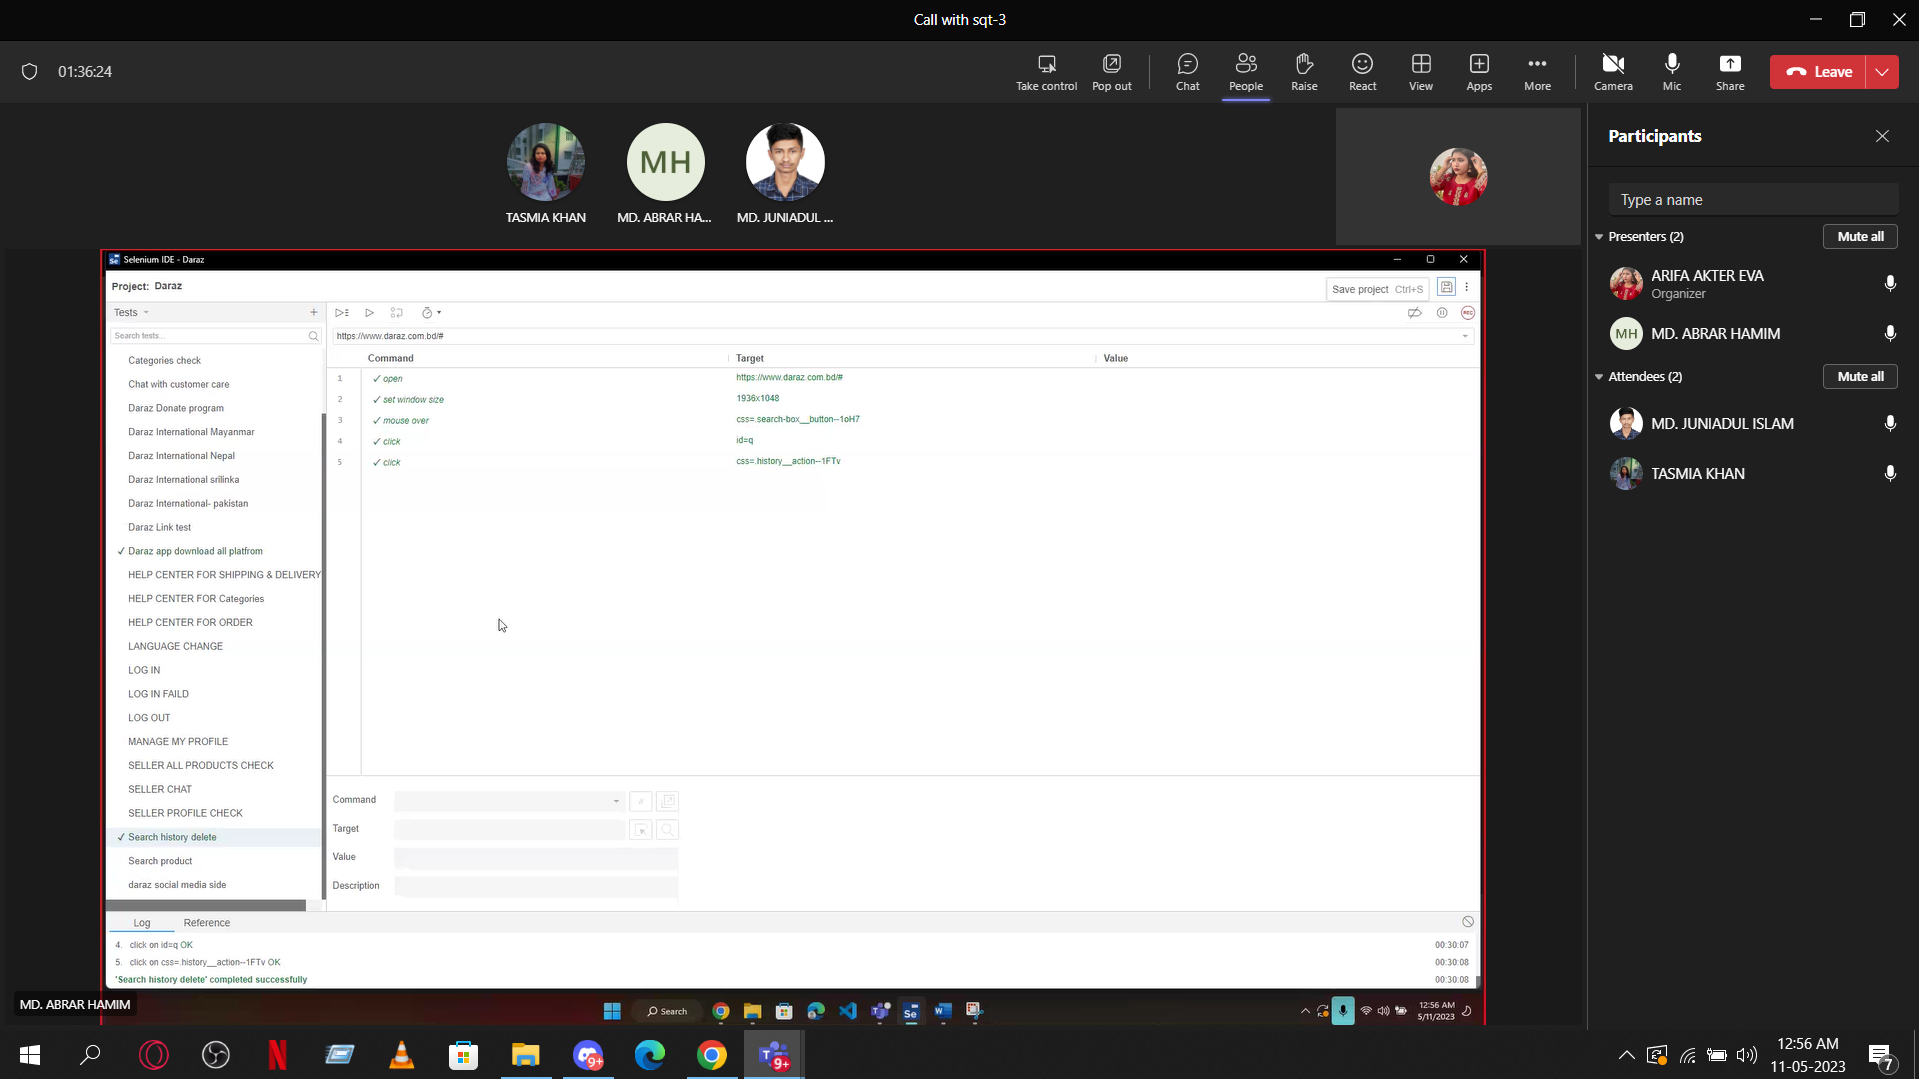 Call with sqt-3
01:36:24
Take control
Pop out
Chat
People
Raise
React
View
Apps
More
Camera
Mic
Share
Leave
TASMIA KHAN
MH
MD. ABRAR HA...
MD. JUNIADUL ...
Participants
Type a name
Presenters (2)
Mute all
ARIFA AKTER EVA
Organizer
MH
MD. ABRAR HAMIM
Attendees (2)
Mute all
MD. JUNIADUL ISLAM
TASMIA KHAN
Se Selenium IDE - Daraz
Project: Daraz
Save project Ctrl+S
Tests
REC
Search tests...
https://www.daraz.com.bd/#
Command Target Value
1 ✓ open https://www.daraz.com.bd/#
2 ✓ set window size 1936x1048
3 ✓ mouse over css=.search-box__button--1oH7
4 ✓ click id=q
5 ✓ click css=.history__action--1FTv
Categories check
Chat with customer care
Daraz Donate program
Daraz International Mayanmar
Daraz International Nepal
Daraz International srilinka
Daraz International- pakistan
Daraz Link test
✓ Daraz app download all platfrom
HELP CENTER FOR SHIPPING & DELIVERY
HELP CENTER FOR Categories
HELP CENTER FOR ORDER
LANGUAGE CHANGE
LOG IN
LOG IN FAILD
LOG OUT
MANAGE MY PROFILE
SELLER ALL PRODUCTS CHECK
SELLER CHAT
SELLER PROFILE CHECK
✓ Search history delete
Search product
daraz social media side
Command
//
Target
Value
Description
Log Reference
4. click on id=q OK 00:30:07
5. click on css=.history__action--1FTv OK 00:30:08
'Search history delete' completed successfully 00:30:08
MD. ABRAR HAMIM
Search
Se
12:56 AM
5/11/2023
9+
9+
12:56 AM
11-05-2023
7